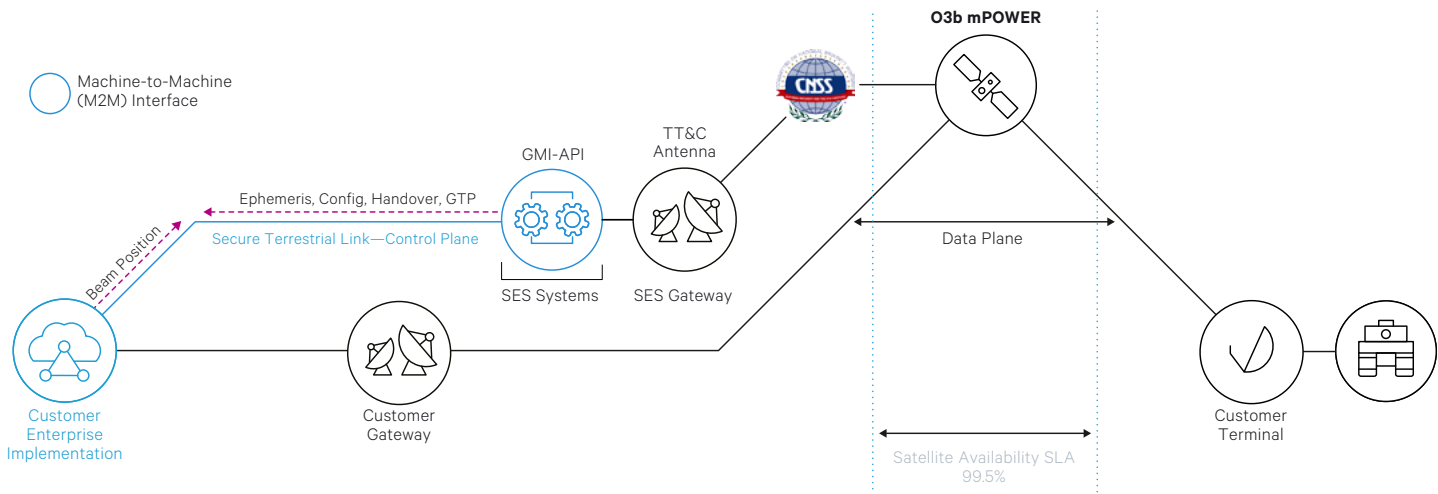 O3b mPOWER
Machine-to-Machine
(M2M) Interface
CNSS
TT&C
Antenna
GMI-API
Ephemeris, Config, Handover, GTP
Secure Terrestrial Link—Control Plane
Beam Position
Data Plane
SES Systems
SES Gateway
Customer
Enterprise
Implementation
Customer
Gateway
Customer
Terminal
Satellite Availability SLA
99.5%